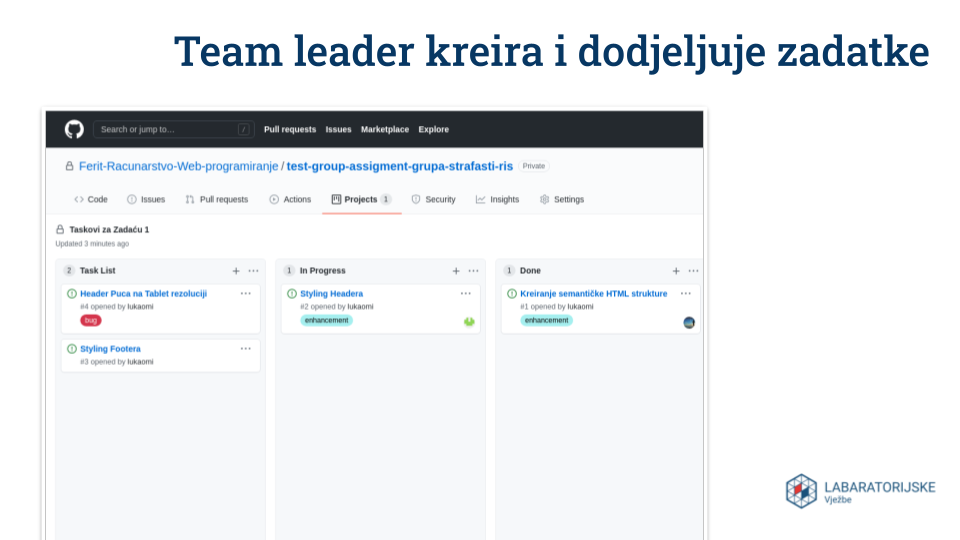 Team leader kreira i dodjeljuje zadatke
Search or jump to... /
Pull requests Issues Marketplace Explore
Ferit-Racunarstvo-Web-programiranje / test-group-assigment-grupa-strafasti-ris Private
Code Issues Pull requests Actions Projects 1 Security Insights Settings
Taskovi za Zadaću 1
Updated 3 minutes ago
2 Task List + ...
Header Puca na Tablet rezoluciji ...
#4 opened by lukaomi
bug
Styling Footera ...
#3 opened by lukaomi
1 In Progress + ...
Styling Headera ...
#2 opened by lukaomi
enhancement
1 Done + ...
Kreiranje semantičke HTML strukture ...
#1 opened by lukaomi
enhancement
LABARATORIJSKE
Vježbe